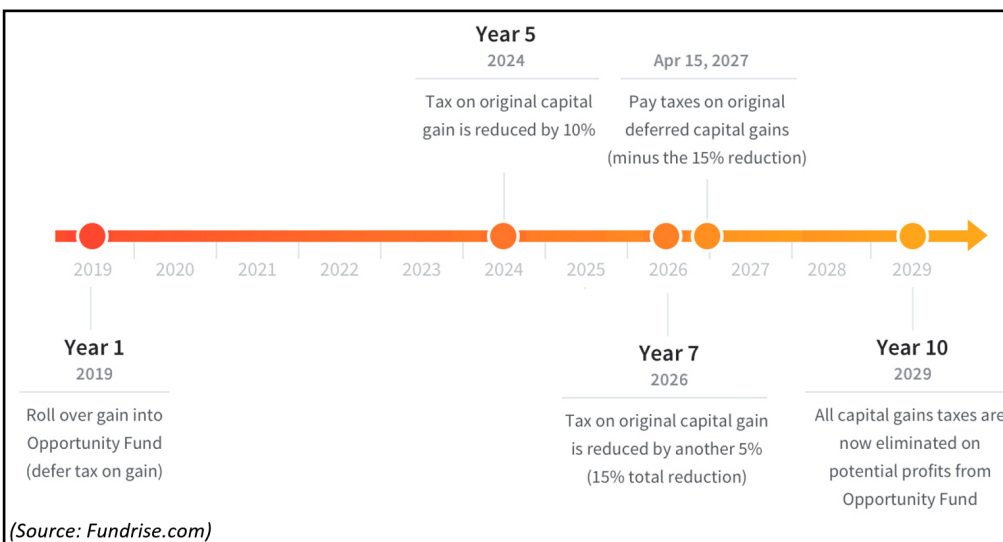 Year 5
2024
Tax on original capital
gain is reduced by 10%
Apr 15, 2027
Pay taxes on original
deferred capital gains
(minus the 15% reduction)
2019
2020
2021
2022
2023
2024
2025
2026
2027
2028
2029
Year 1
2019
Roll over gain into
Opportunity Fund
(defer tax on gain)
Year 7
2026
Tax on original capital gain
is reduced by another 5%
(15% total reduction)
Year 10
2029
All capital gains taxes are
now eliminated on
potential profits from
Opportunity Fund
(Source: Fundrise.com)